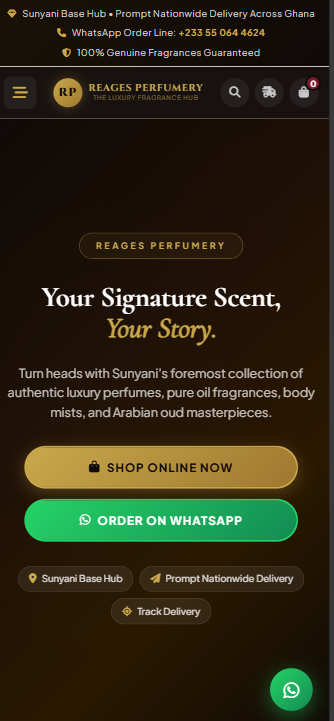 Sunyani Base Hub • Prompt Nationwide Delivery Across Ghana
WhatsApp Order Line: +233 55 064 4624
100% Genuine Fragrances Guaranteed
RP
REAGES PERFUMERY
THE LUXURY FRAGRANCE HUB
0
REAGES PERFUMERY
Your Signature Scent,
Your Story.
Turn heads with Sunyani's foremost collection of
authentic luxury perfumes, pure oil fragrances, body
mists, and Arabian oud masterpieces.
SHOP ONLINE NOW
ORDER ON WHATSAPP
Sunyani Base Hub
Prompt Nationwide Delivery
Track Delivery